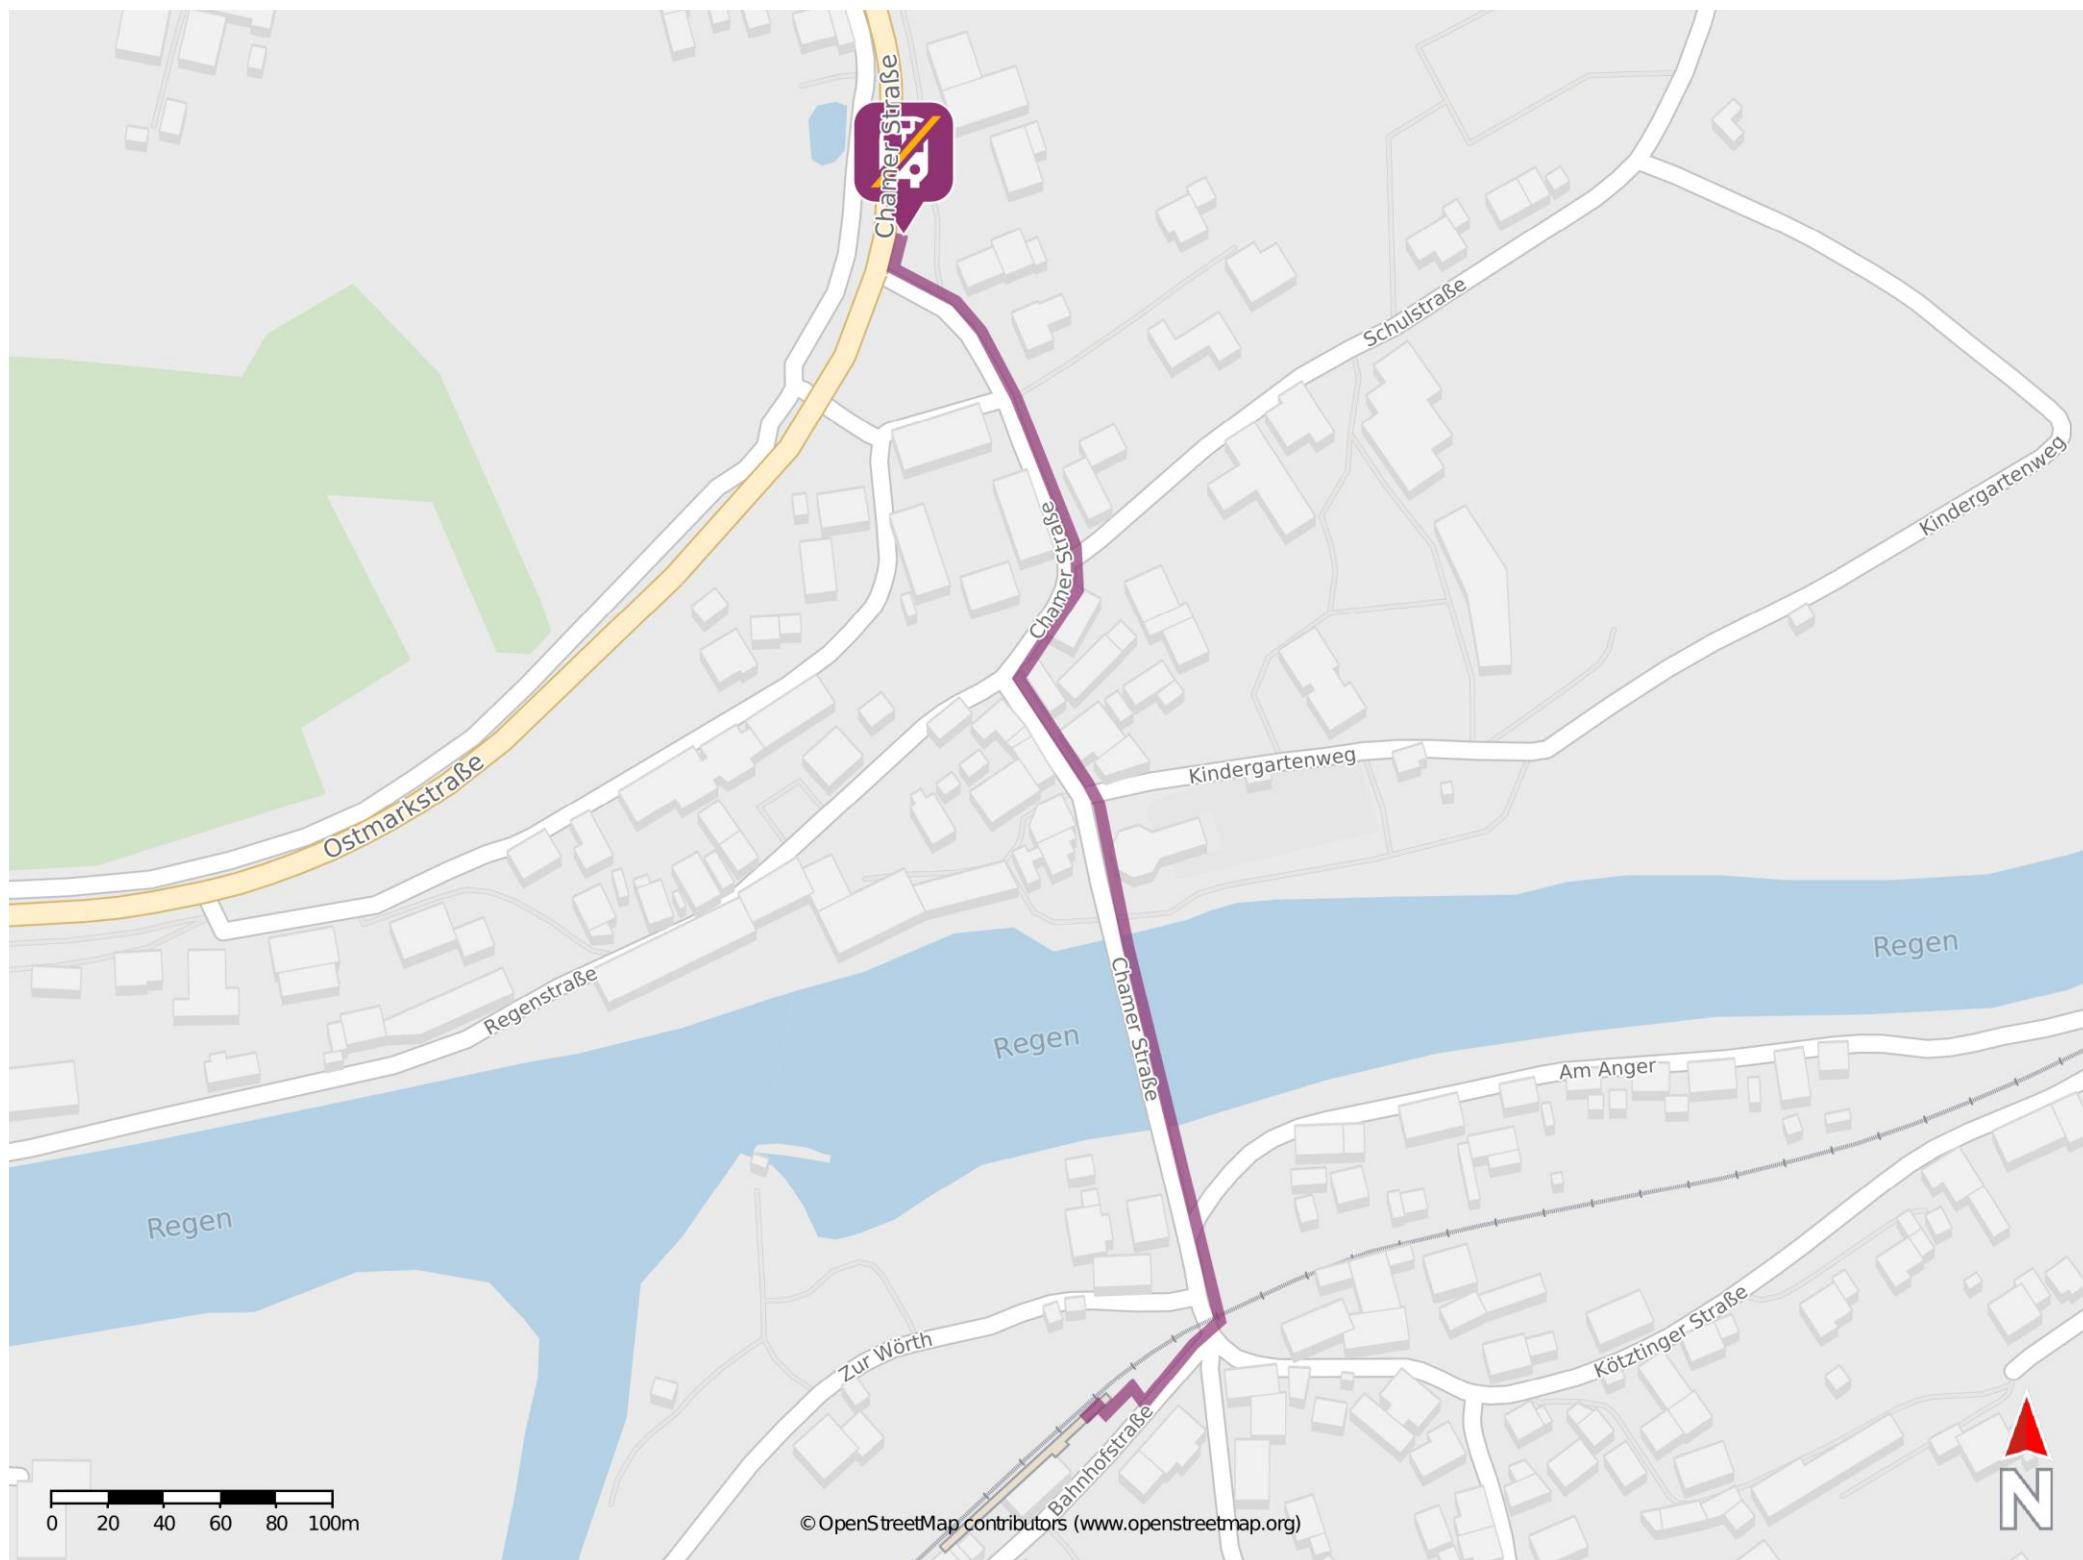 Chamer Straße
Schulstraße
Kindergartenweg
Chamer Straße
Kindergartenweg
Ostmarkstraße
Regen
Regenstraße
Chamer Straße
Regen
Am Anger
Regen
Zur Wörth
Kötztinger Straße
Bahnhofstraße
N
0 20 40 60 80 100m
© OpenStreetMap contributors (www.openstreetmap.org)